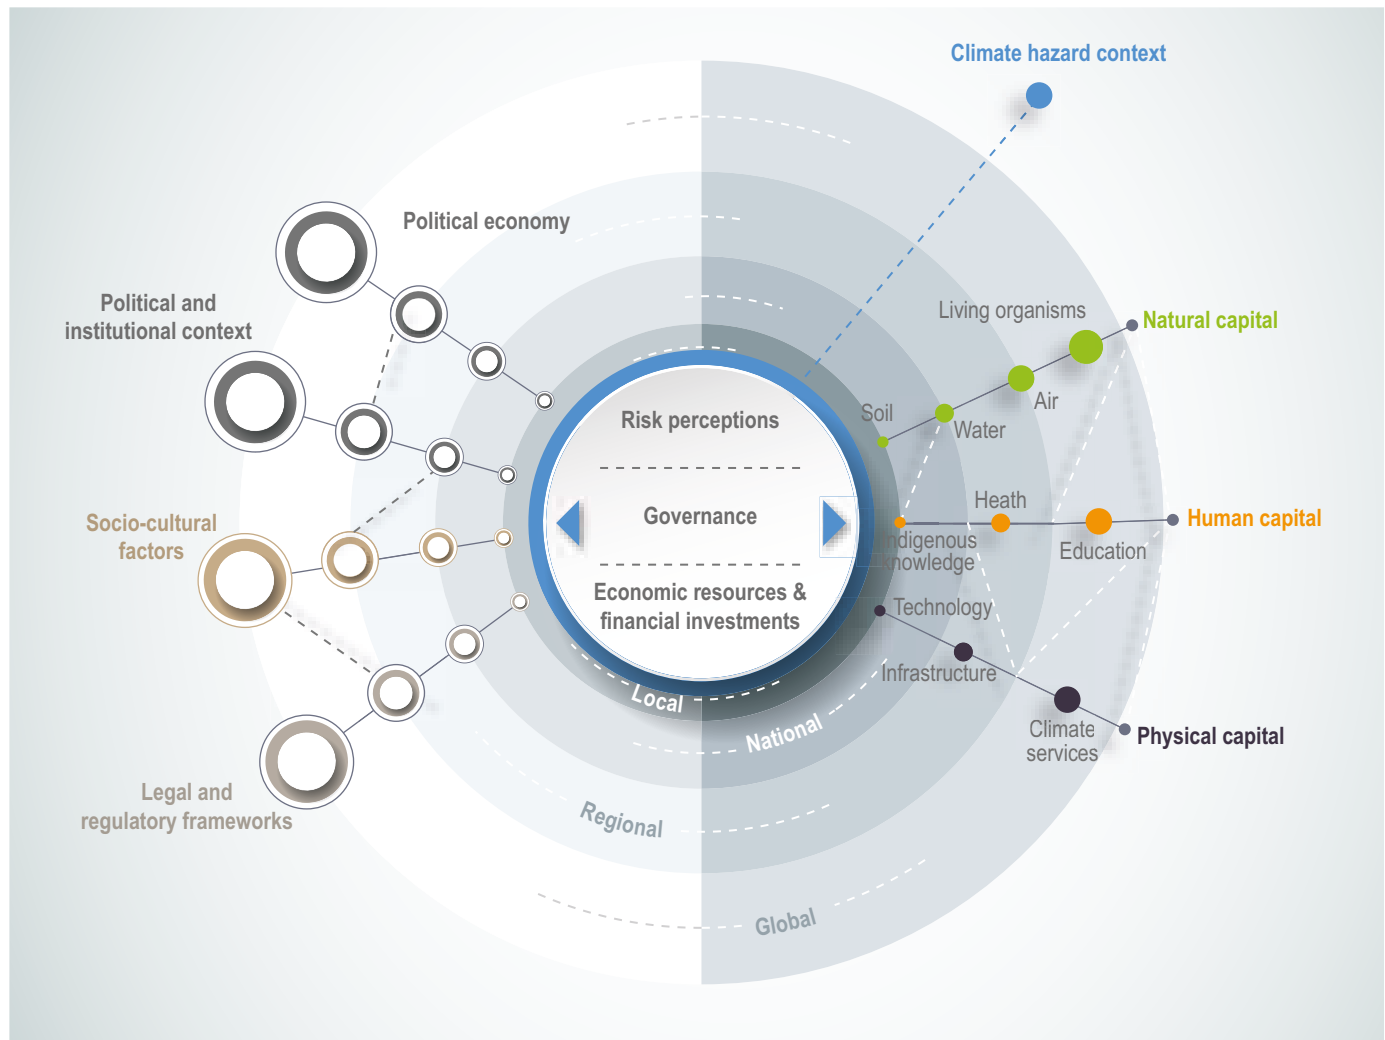 Climate hazard context
Political economy
Political and
institutional context
Socio-cultural
factors
Legal and
regulatory frameworks
Risk perceptions
Governance
Economic resources &
financial investments
Living organisms
Natural capital
Soil
Air
Water
Heath
Human capital
Indigenous
knowledge
Education
Technology
Infrastructure
Climate
services
Physical capital
Local
National
Regional
Global